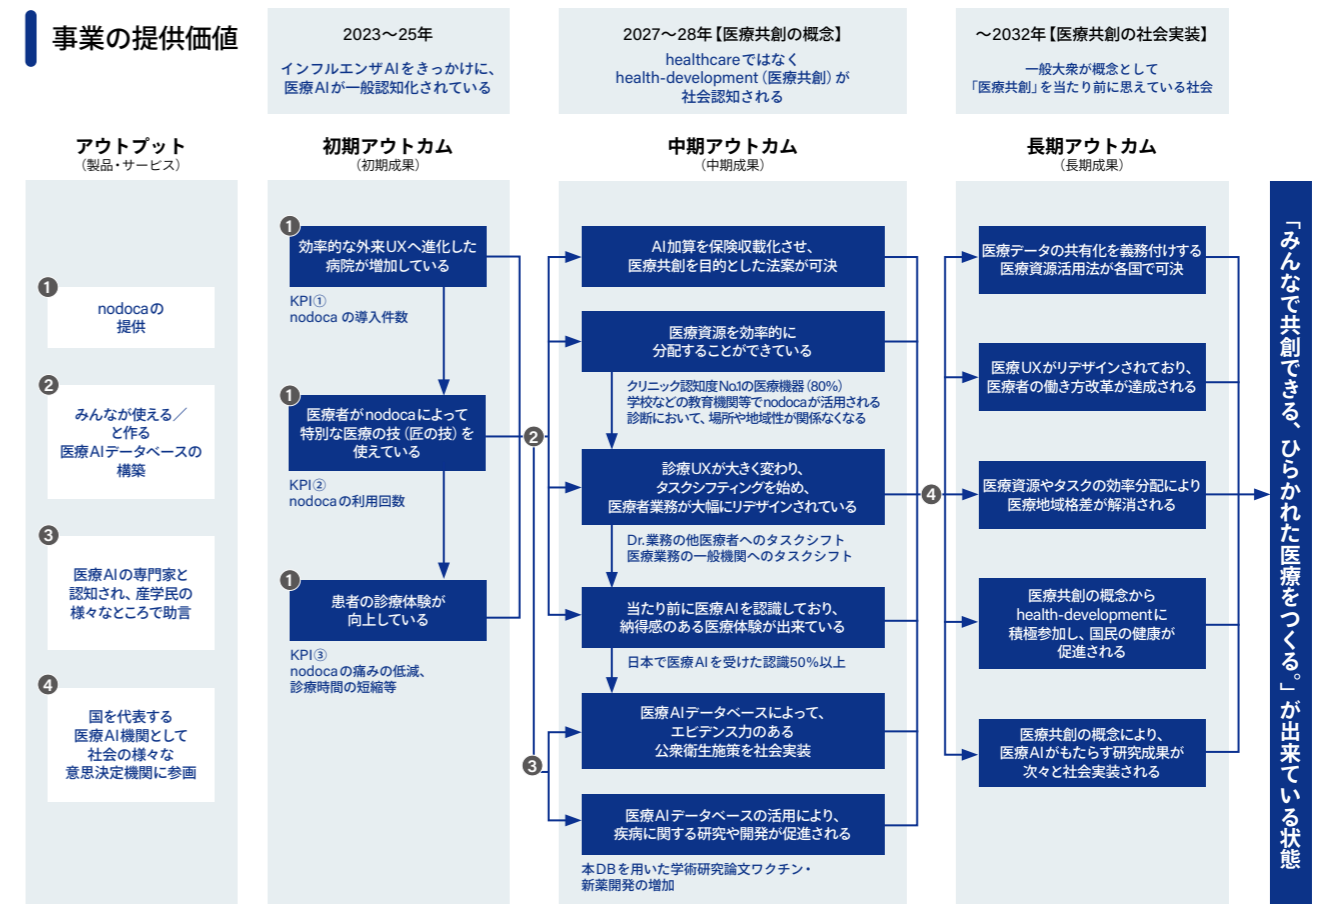 事業の提供価値
2023〜25年
インフルエンザAIをきっかけに、
医療AIが一般認知化されている
2027〜28年【医療共創の概念】
healthcareではなく
health-development（医療共創）が
社会認知される
〜2032年【医療共創の社会実装】
一般大衆が概念として
「医療共創」を当たり前に思えている社会
アウトプット
（製品・サービス）
1
nodocaの
提供
2
みんなが使える／
と作る
医療AIデータベースの
構築
3
医療AIの専門家と
認知され、産学民の
様々なところで助言
4
国を代表する
医療AI機関として
社会の様々な
意思決定機関に参画
初期アウトカム
（初期成果）
1
効率的な外来UXへ進化した
病院が増加している
KPI①
nodoca の導入件数
1
医療者がnodocaによって
特別な医療の技（匠の技）を
使えている
KPI②
nodocaの利用回数
1
患者の診療体験が
向上している
KPI③
nodocaの痛みの低減、
診療時間の短縮等
2
3
中期アウトカム
（中期成果）
AI加算を保険収載化させ、
医療共創を目的とした法案が可決
医療資源を効率的に
分配することができている
クリニック認知度No.1の医療機器（80%）
学校などの教育機関等でnodocaが活用される
診断において、場所や地域性が関係なくなる
診療UXが大きく変わり、
タスクシフティングを始め、
医療者業務が大幅にリデザインされている
Dr.業務の他医療者へのタスクシフト
医療業務の一般機関へのタスクシフト
当たり前に医療AIを認識しており、
納得感のある医療体験が出来ている
日本で医療AIを受けた認識50%以上
医療AIデータベースによって、
エビデンス力のある
公衆衛生施策を社会実装
医療AIデータベースの活用により、
疾病に関する研究や開発が促進される
本DBを用いた学術研究論文ワクチン・
新薬開発の増加
4
長期アウトカム
（長期成果）
医療データの共有化を義務付けする
医療資源活用法が各国で可決
医療UXがリデザインされており、
医療者の働き方改革が達成される
医療資源やタスクの効率分配により
医療地域格差が解消される
医療共創の概念から
health-developmentに
積極参加し、国民の健康が
促進される
医療共創の概念により、
医療AIがもたらす研究成果が
次々と社会実装される
「みんなで共創できる、ひらかれた医療をつくる。」が出来ている状態